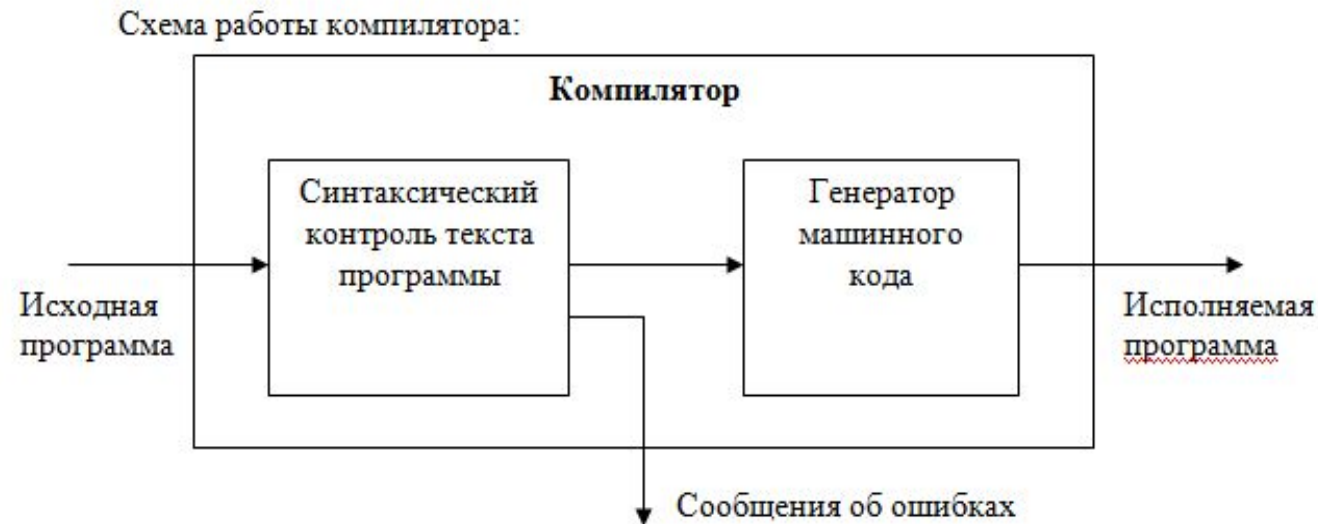 Схема работы компилятора:
Компилятор
Синтаксический
контроль текста
программы
Генератор
машинного
кода
Исходная
программа
Исполняемая
программа
Сообщения об ошибках